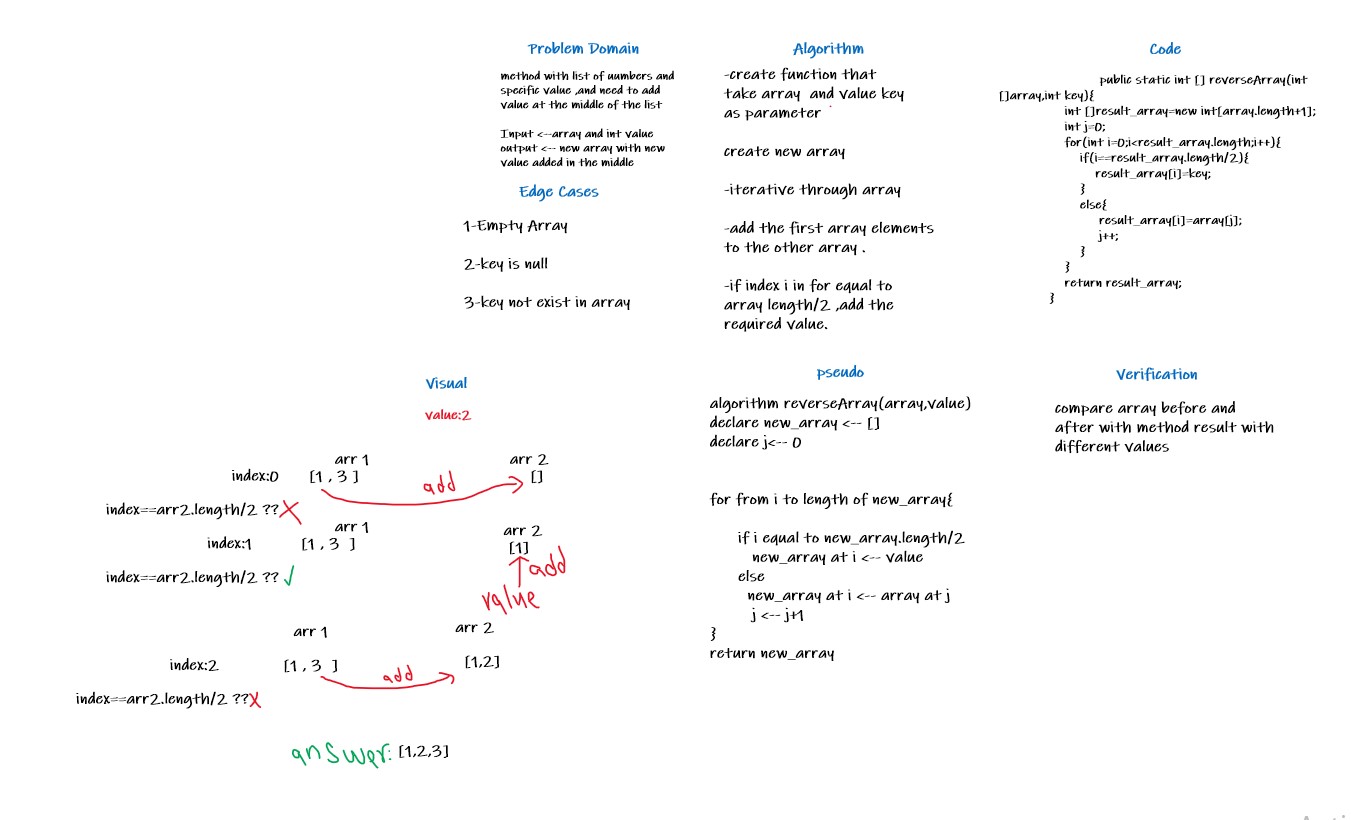 Problem Domain
method with list of uumbers and
specific value ,and need to add
value at the middle of the list
Input <--array and int value
output <-- new array with new
value added in the middle
Edge Cases
1-Empty Array
2-key is null
3-key not exist in array
Algorithm
-create function that
take array and value key
as parameter
create new array
-iterative through array
-add the first array elements
to the other array .
-if index i in for equal to
array length/2 ,add the
required value.
Code
public static int [] reverseArray(int
[]array,int key){
int []result_array=new int[array.length+1];
int j=0;
for(int i=0;i<result_array.length;i++){
if(i==result_array.length/2){
result_array[i]=key;
}
else{
result_array[i]=array[j];
j++;
}
}
return result_array;
}
Visual
value:2
arr 1 arr 2
index:0 [1 , 3 ] add []
index==arr2.length/2 ?? X
arr 1 arr 2
index:1 [1 , 3 ] [1]
index==arr2.length/2 ?? ✓ add
value
arr 1 arr 2
index:2 [1 , 3 ] add [1,2]
index==arr2.length/2 ??X
answer: [1,2,3]
pseudo
algorithm reverseArray(array,value)
declare new_array <-- []
declare j<-- 0
for from i to length of new_array{
if i equal to new_array.length/2
new_array at i <-- value
else
new_array at i <-- array at j
j <-- j+1
}
return new_array
Verification
compare array before and
after with method result with
different values